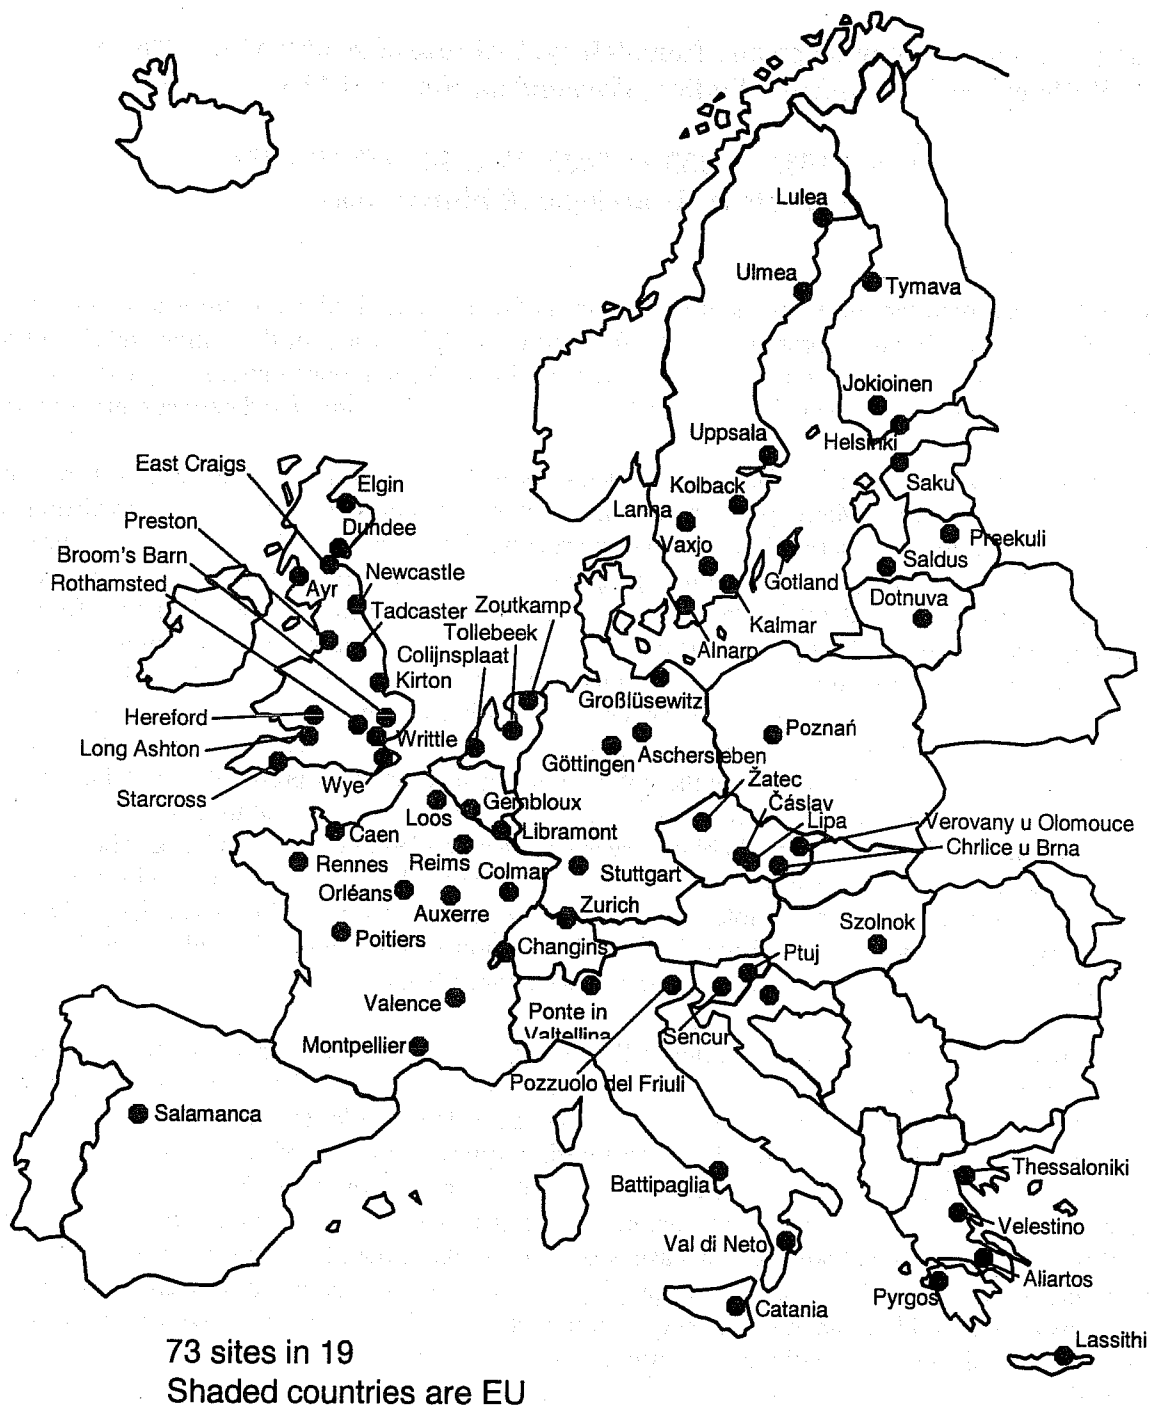 Lulea
Ulmea
Tymava
Jokioinen
Uppsala
Helsinki
East Craigs
Elgin
Kolback
Saku
Lanna
Preston
Dundee
Preekuli
Broom's Barn
Vaxjo
Saldus
Rothamsted
Ayr
Newcastle
Gotland
Dotnuva
Tadcaster
Zoutkamp
Kalmar
Tollebeek
Alnarp
Colijnsplaat
Kirton
Großlüsewitz
Hereford
Poznań
Long Ashton
Writtle
Göttingen
Aschersleben
Wye
Žatec
Starcross
Čáslav
Gembloux
Loos
Lipa
Verovany u Olomouce
Caen
Libramont
Chrlice u Brna
Rennes
Reims
Colmar
Stuttgart
Orléans
Auxerre
Zurich
Szolnok
Poitiers
Changins
Ptuj
Valence
Ponte in
Valtellina
Sencur
Montpellier
Pozzuolo del Friuli
Salamanca
Thessaloniki
Battipaglia
Velestino
Val di Neto
Aliartos
Pyrgos
Catania
Lassithi
73 sites in 19
Shaded countries are EU